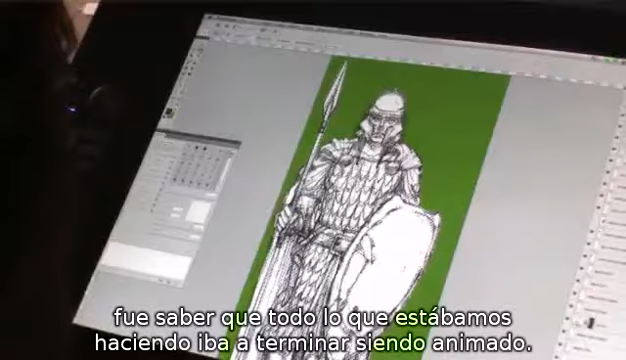 fue saber que todo lo que estábamos
haciendo iba a terminar siendo animado.